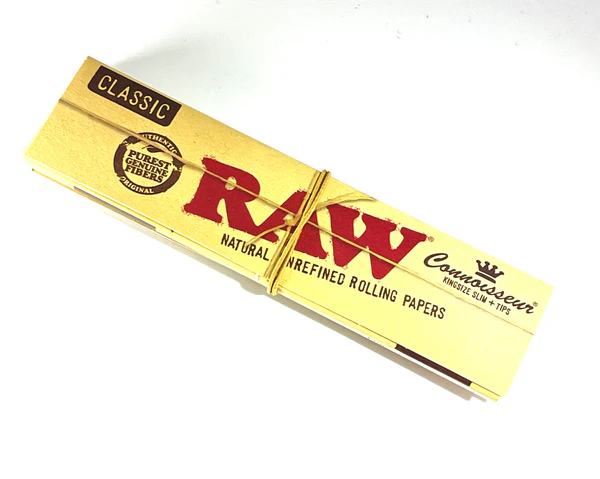 CLASSIC
AUTHENTIC
PUREST
GENUINE
FIBERS
ORIGINAL
RAW®
NATURAL UNREFINED ROLLING PAPERS
Connoisseur®
KINGSIZE SLIM + TIPS